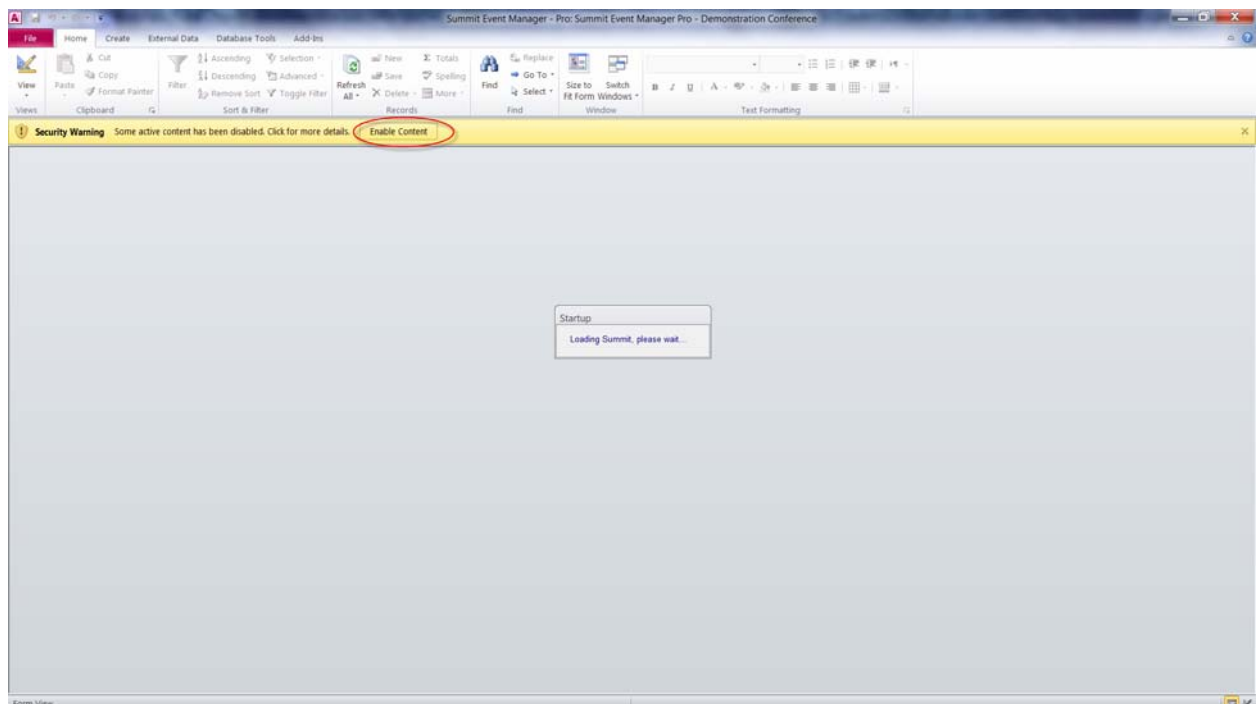 A
Summit Event Manager - Pro: Summit Event Manager Pro - Demonstration Conference
File Home Create External Data Database Tools Add-Ins
View
Views
Paste
Cut
Copy
Format Painter
Clipboard
Filter
Ascending
Descending
Remove Sort
Selection
Advanced
Toggle Filter
Sort & Filter
Refresh
All
New
Save
Delete
Totals
Spelling
More
Records
Find
Replace
Go To
Select
Find
Size to
Fit Form
Switch
Windows
Window
B I U A
Text Formatting
Security Warning Some active content has been disabled. Click for more details. Enable Content
Startup
Loading Summit, please wait...
Form View